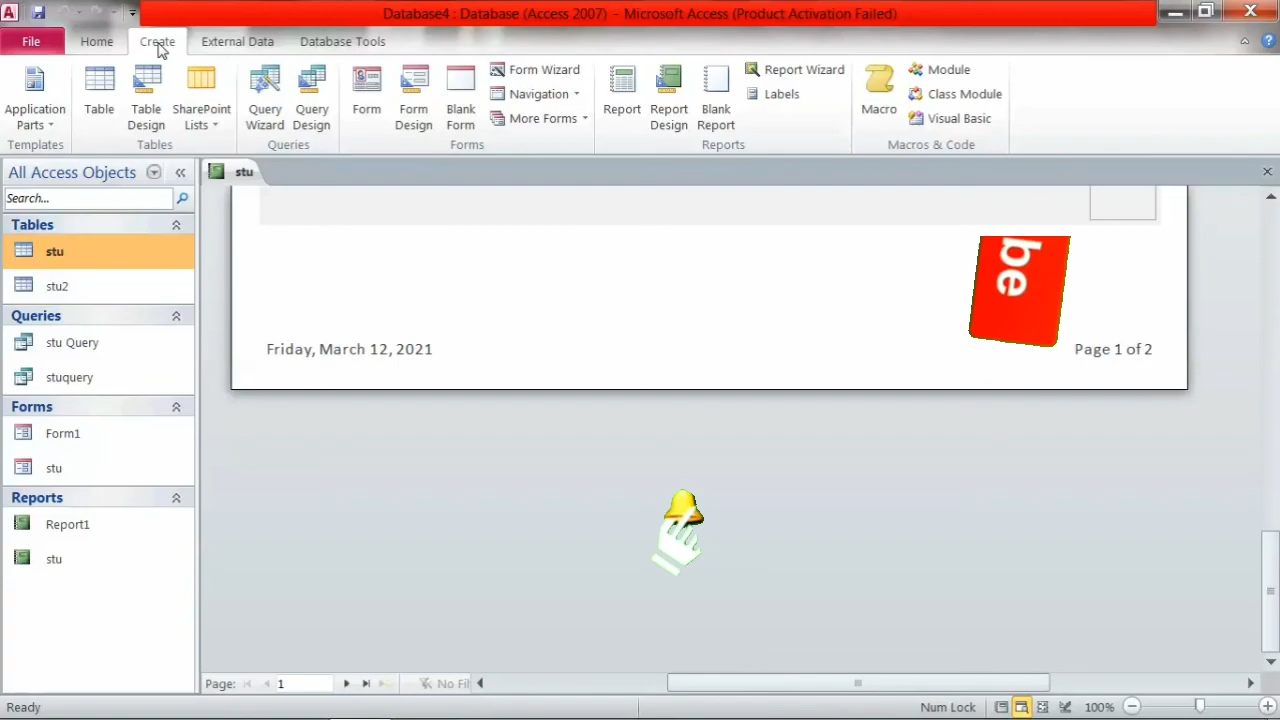 Database4 : Database (Access 2007) - Microsoft Access (Product Activation Failed)
File Home Create External Data Database Tools
Application Parts
Table
Table Design
SharePoint Lists
Query Wizard
Query Design
Form
Form Design
Blank Form
Form Wizard
Navigation
More Forms
Report
Report Design
Blank Report
Report Wizard
Labels
Macro
Module
Class Module
Visual Basic
Templates Tables Queries Forms Reports Macros & Code
All Access Objects
stu
Search...
Tables
stu
stu2
Queries
stu Query
stuquery
Forms
Form1
stu
Reports
Report1
stu
be
Friday, March 12, 2021
Page 1 of 2
Page: 1 No Fil
Ready
Num Lock 100%